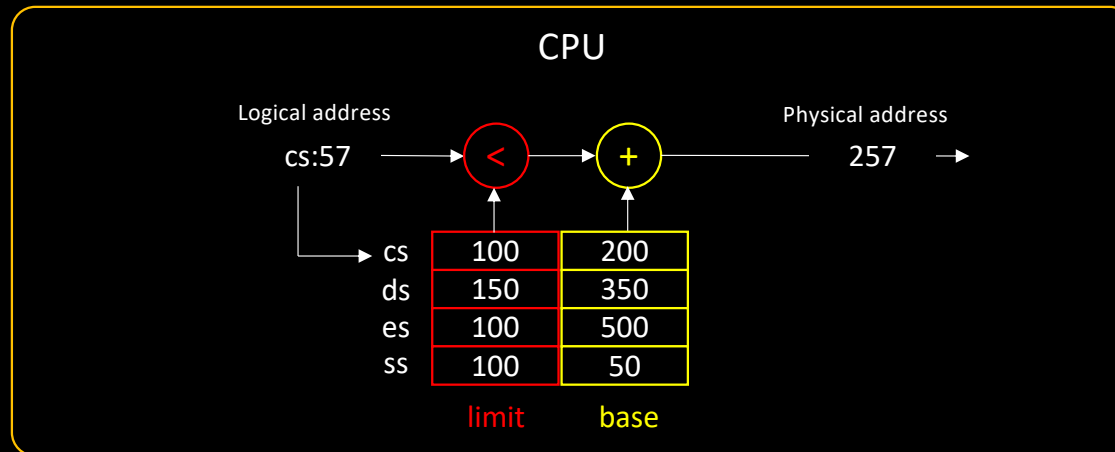 CPU
Logical address
Physical address
cs:57
<
+
257
cs 100 200
ds 150 350
es 100 500
ss 100 50
limit base